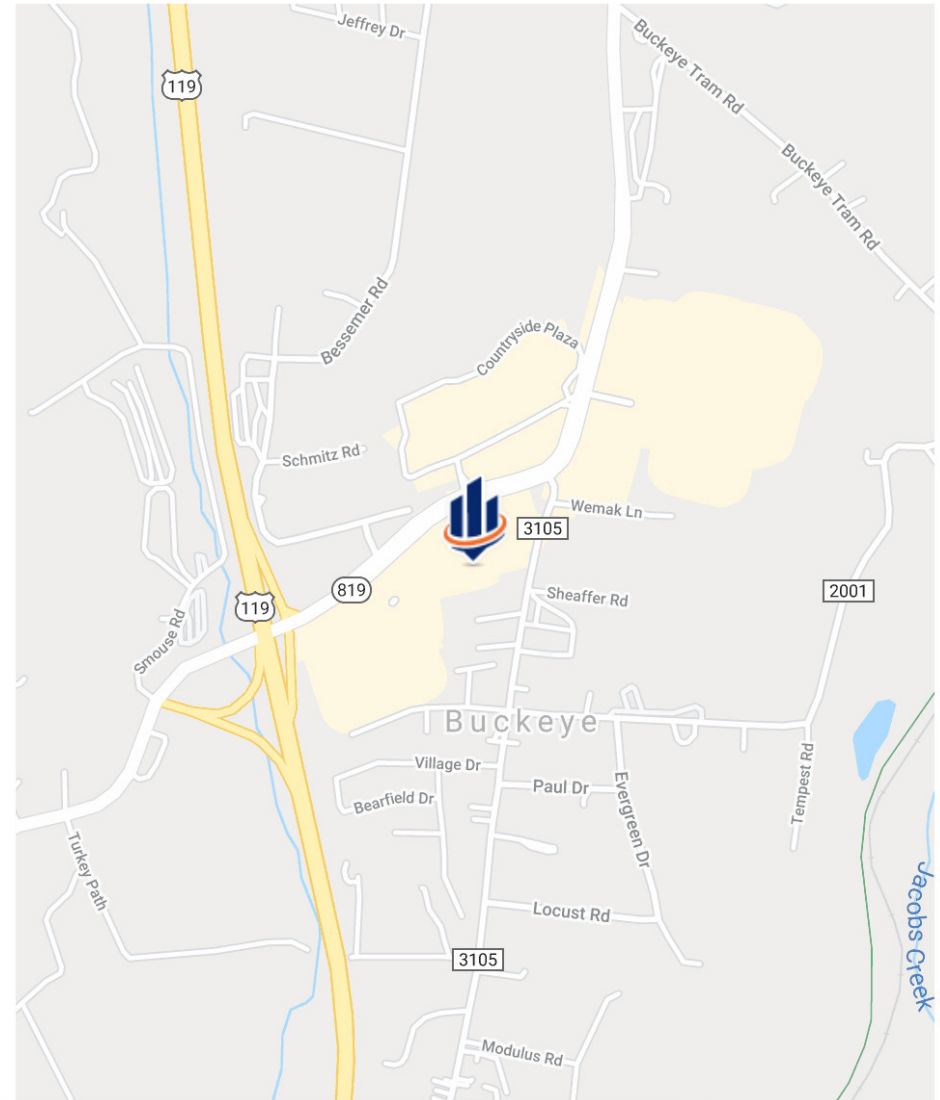 Jeffrey Dr
Buckeye Tram Rd
119
Buckeye Tram Rd
Bessemer Rd
Countryside Plaza
Schmitz Rd
Wemak Ln
3105
819
2001
Sheaffer Rd
119
Smouse Rd
Buckeye
Village Dr
Paul Dr
Tempest Rd
Bearfield Dr
Evergreen Dr
Turkey Path
Locust Rd
Jacobs Creek
3105
Modulus Rd